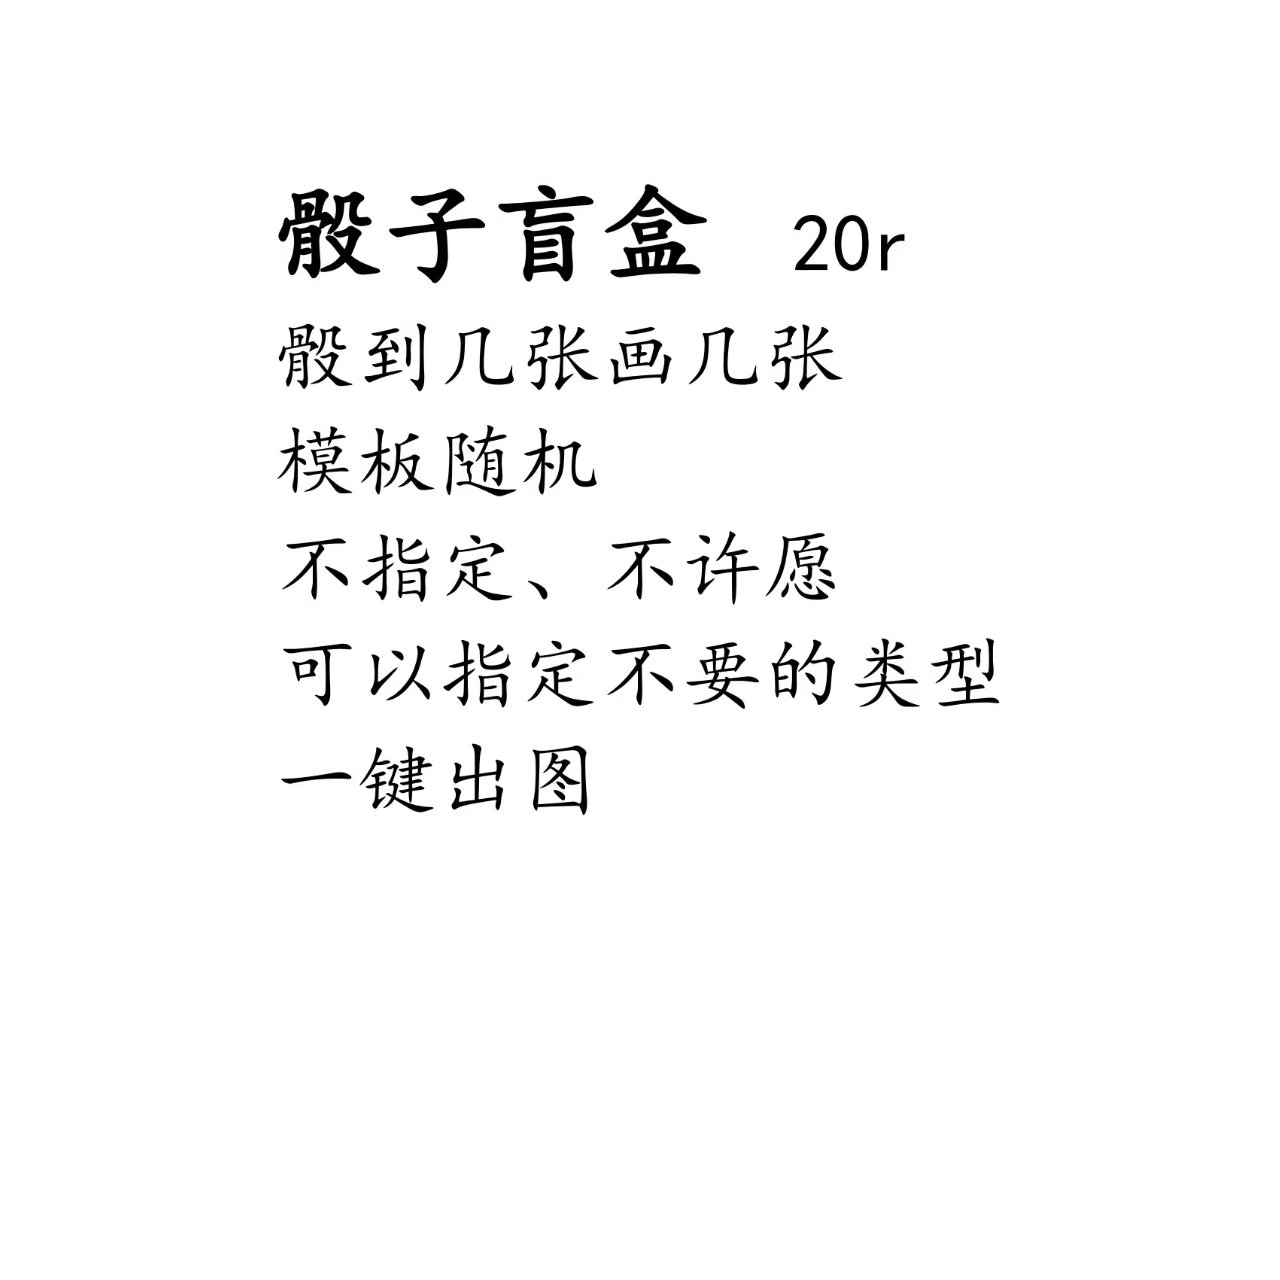 骰子盲盒 20r
骰到几张画几张
模板随机
不指定、不许愿
可以指定不要的类型
一键出图